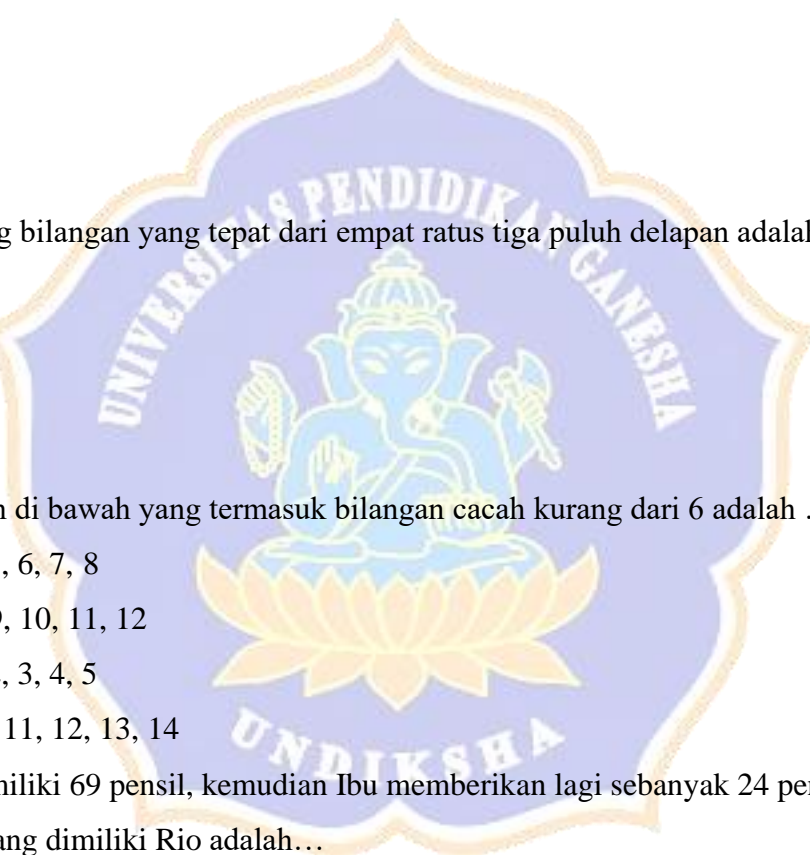 UNIVERSITAS PENDIDIKAN GANESHA
g bilangan yang tepat dari empat ratus tiga puluh delapan adalah
n di bawah yang termasuk bilangan cacah kurang dari 6 adalah .
, 6, 7, 8
, 10, 11, 12
, 3, 4, 5
11, 12, 13, 14
UNDIKSHA
miliki 69 pensil, kemudian Ibu memberikan lagi sebanyak 24 pen
ang dimiliki Rio adalah…